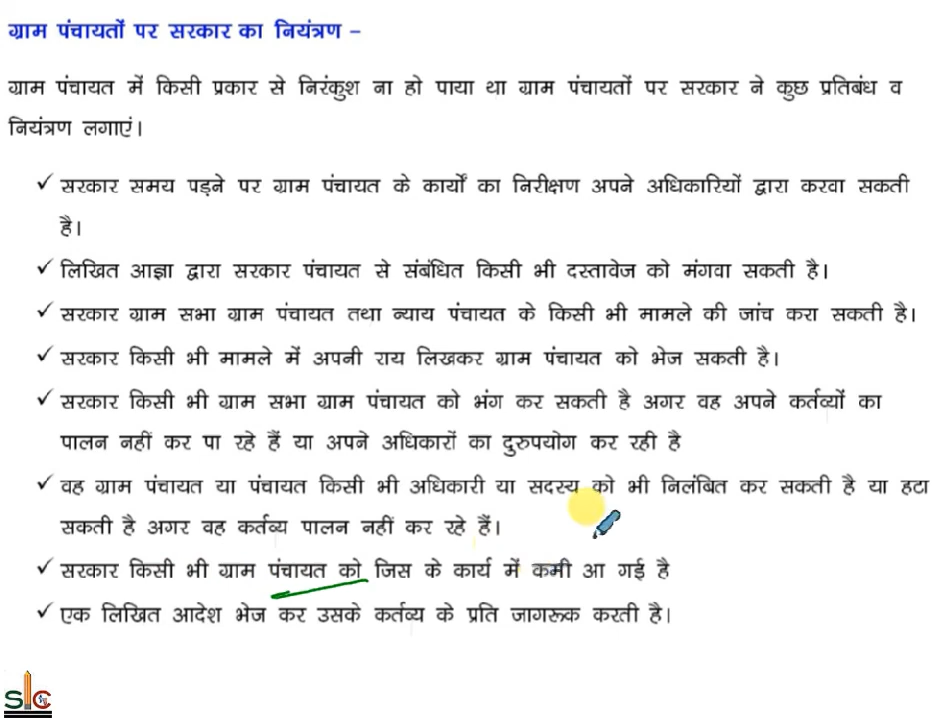 ग्राम पंचायतों पर सरकार का नियंत्रण –
ग्राम पंचायत में किसी प्रकार से निरंकुश ना हो पाया था ग्राम पंचायतों पर सरकार ने कुछ प्रतिबंध व
नियंत्रण लगाएं।
✓ सरकार समय पड़ने पर ग्राम पंचायत के कार्यों का निरीक्षण अपने अधिकारियों द्वारा करवा सकती
है।
✓ लिखित आज्ञा द्वारा सरकार पंचायत से संबंधित किसी भी दस्तावेज को मंगवा सकती है।
✓ सरकार ग्राम सभा ग्राम पंचायत तथा न्याय पंचायत के किसी भी मामले की जांच करा सकती है।
✓ सरकार किसी भी मामले में अपनी राय लिखकर ग्राम पंचायत को भेज सकती है।
✓ सरकार किसी भी ग्राम सभा ग्राम पंचायत को भंग कर सकती है अगर वह अपने कर्तव्यों का
पालन नहीं कर पा रहे हैं या अपने अधिकारों का दुरुपयोग कर रही है
✓ वह ग्राम पंचायत या पंचायत किसी भी अधिकारी या सदस्य को भी निलंबित कर सकती है या हटा
सकती है अगर वह कर्तव्य पालन नहीं कर रहे हैं।
✓ सरकार किसी भी ग्राम पंचायत को जिस के कार्य में कमी आ गई है
✓ एक लिखित आदेश भेज कर उसके कर्तव्य के प्रति जागरूक करती है।
SLC